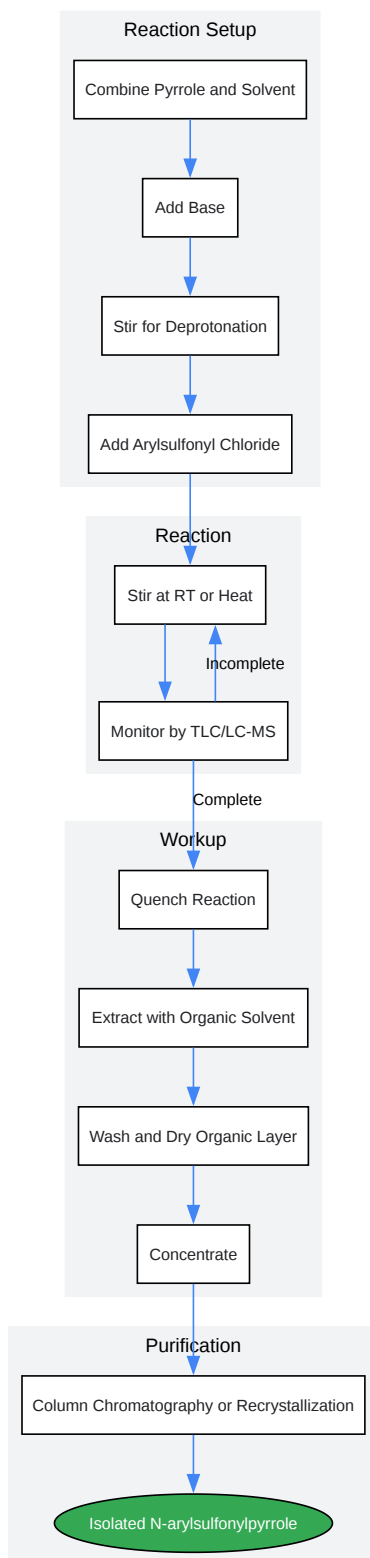 Reaction Setup
Combine Pyrrole and Solvent
Add Base
Stir for Deprotonation
Add Arylsulfonyl Chloride
Reaction
Stir at RT or Heat
Incomplete
Monitor by TLC/LC-MS
Complete
Workup
Quench Reaction
Extract with Organic Solvent
Wash and Dry Organic Layer
Concentrate
Purification
Column Chromatography or Recrystallization
Isolated N-arylsulfonylpyrrole